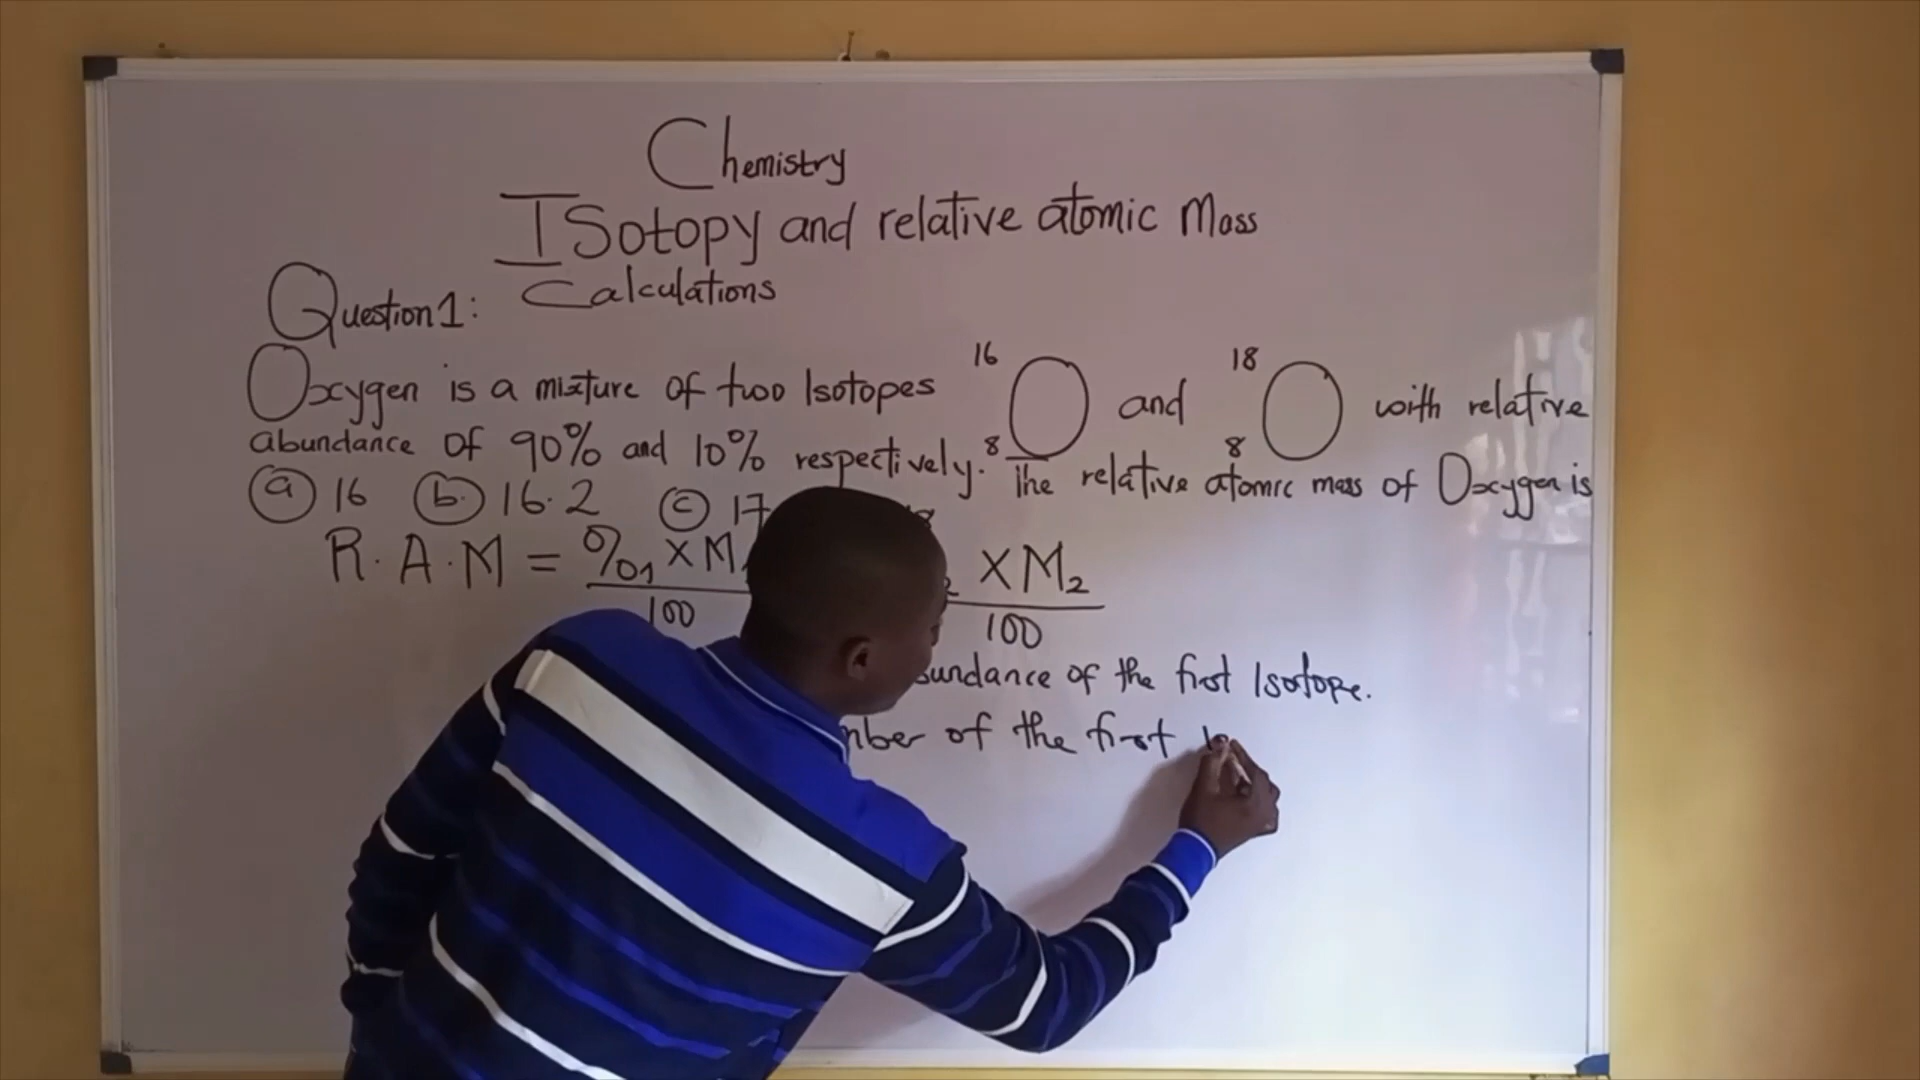 Chemistry
Isotopy and relative atomic Mass
Calculations
Question 1:
Oxygen is a mixture of two Isotopes 16 8 O and 18 8 O with relative
abundance of 90% and 10% respectively. The relative atomic mass of Oxygen is
(a) 16 (b) 16.2 (c) 17
R.A.M = %1 X M / 100 X M2 / 100
of the first Isotope.
of the first